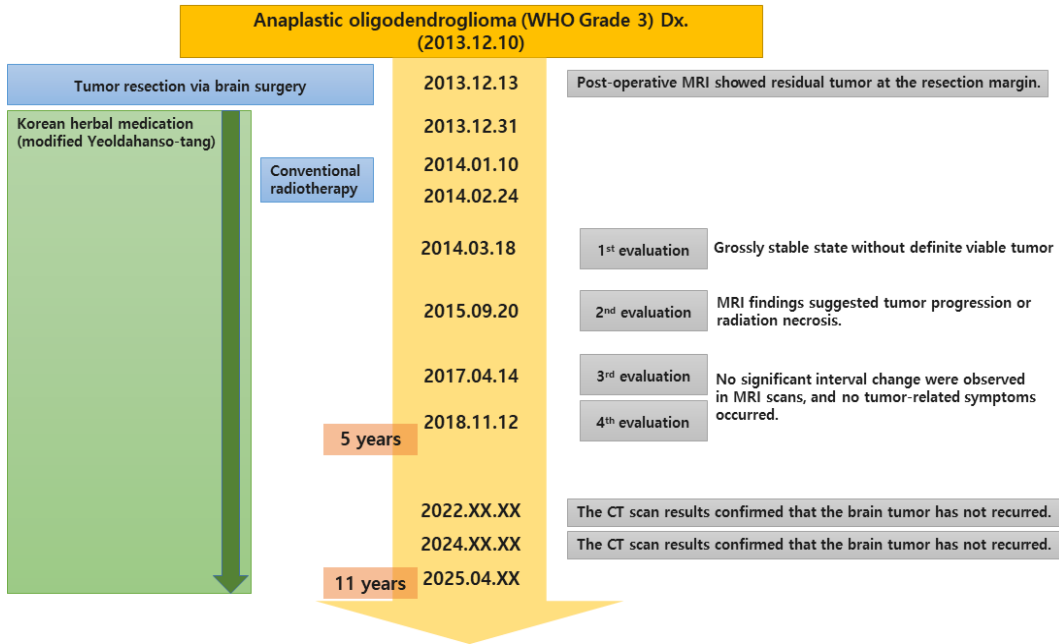 Anaplastic oligodendroglioma (WHO Grade 3) Dx.
(2013.12.10)
Tumor resection via brain surgery
2013.12.13
Post-operative MRI showed residual tumor at the resection margin.
Korean herbal medication
(modified Yeoldahanso-tang)
2013.12.31
Conventional
radiotherapy
2014.01.10
2014.02.24
2014.03.18
1st evaluation
Grossly stable state without definite viable tumor
2015.09.20
2nd evaluation
MRI findings suggested tumor progression or
radiation necrosis.
2017.04.14
3rd evaluation
No significant interval change were observed
in MRI scans, and no tumor-related symptoms
occurred.
2018.11.12
4th evaluation
5 years
2022.XX.XX
The CT scan results confirmed that the brain tumor has not recurred.
2024.XX.XX
The CT scan results confirmed that the brain tumor has not recurred.
11 years
2025.04.XX